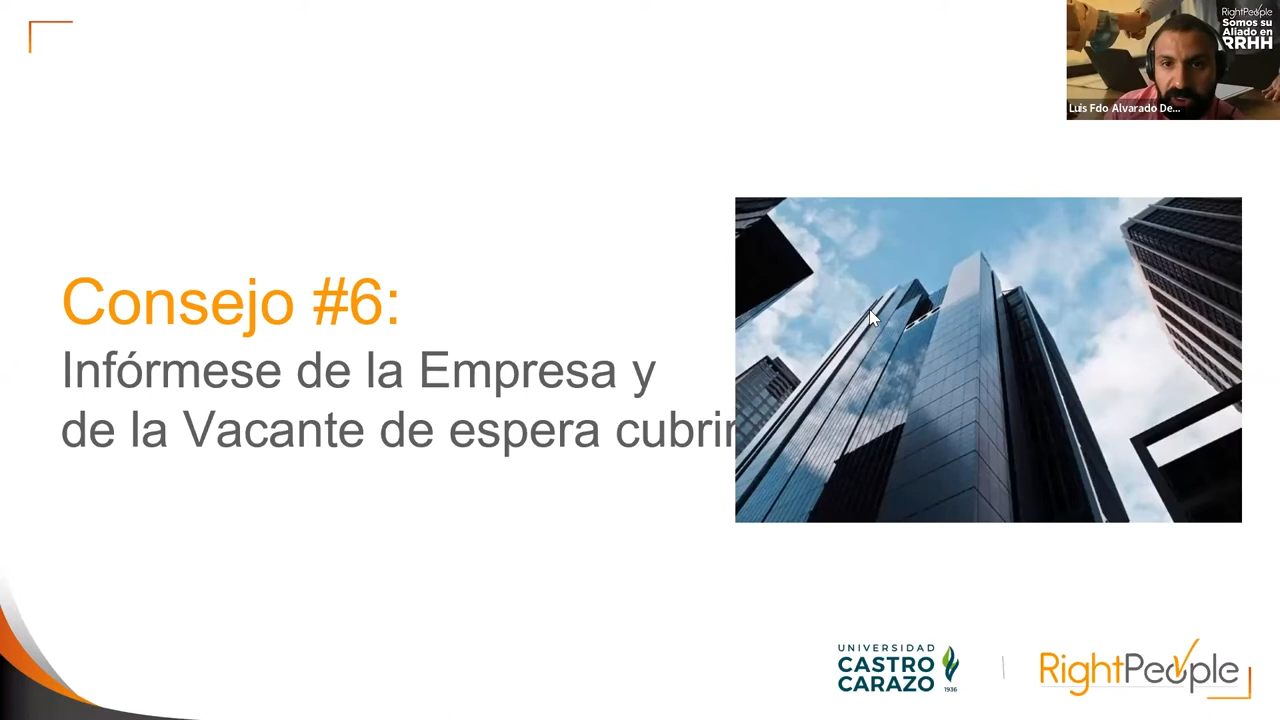 RightPeople
Somos su
Aliado en
RRHH
Luis Fdo Alvarado De...
Consejo #6:
Infórmese de la Empresa y
de la Vacante de espera cubrir
UNIVERSIDAD
CASTRO
CARAZO
1936
RightPeople